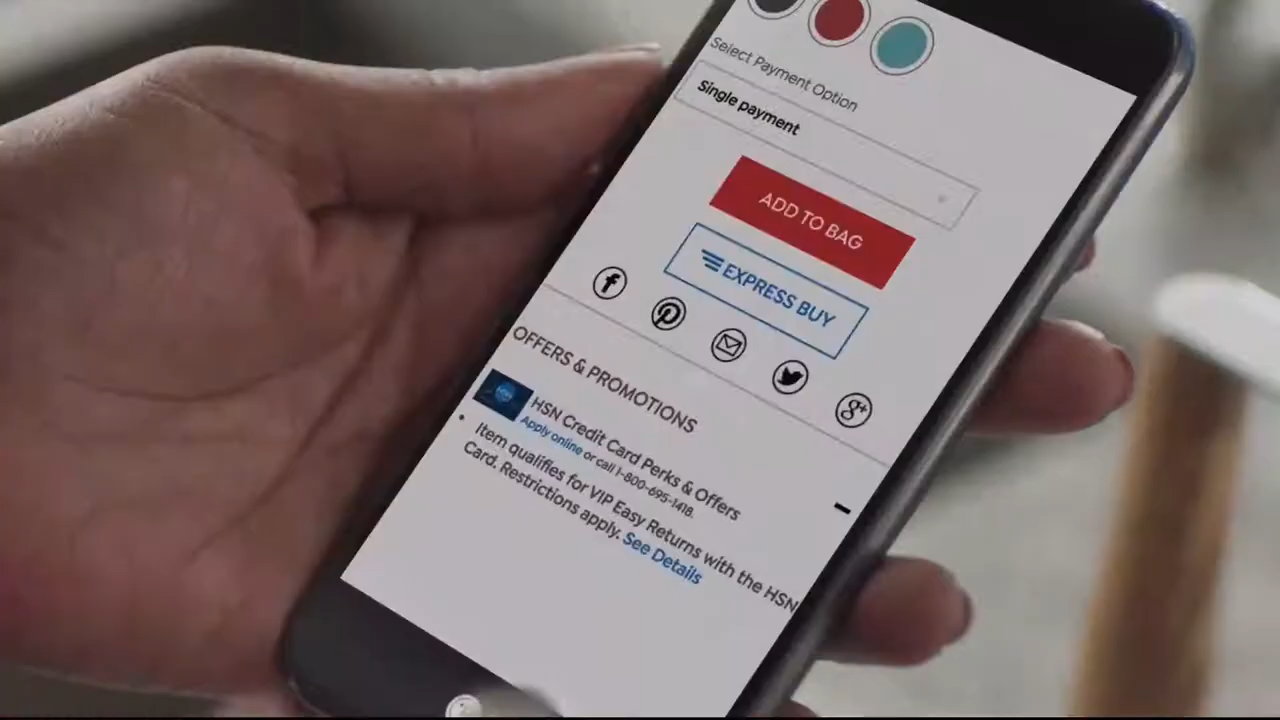 Select Payment Option
Single payment
ADD TO BAG
EXPRESS BUY
OFFERS & PROMOTIONS
HSN Credit Card Perks & Offers
Apply online or call 1-800-695-1418.
Item qualifies for VIP Easy Returns with the HSN
Card. Restrictions apply. See Details